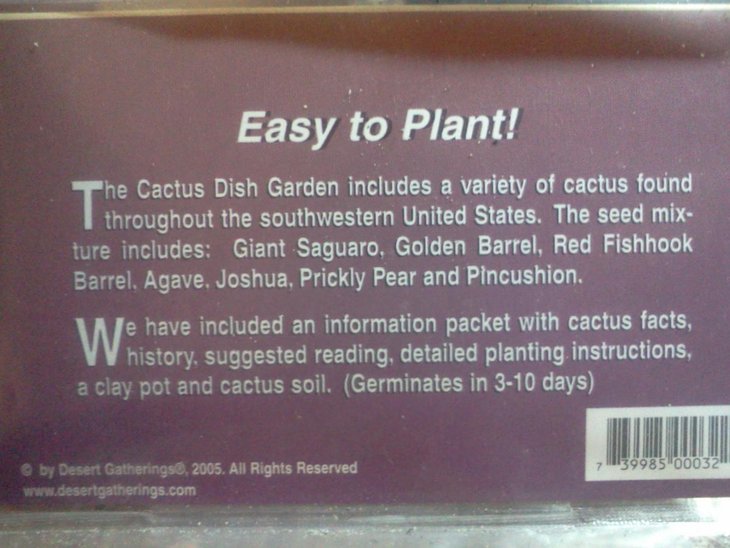 Easy to Plant!
The Cactus Dish Garden includes a variety of cactus found
throughout the southwestern United States. The seed mix-
ture includes: Giant Saguaro, Golden Barrel, Red Fishhook
Barrel, Agave, Joshua, Prickly Pear and Pincushion.
We have included an information packet with cactus facts,
history, suggested reading, detailed planting instructions,
a clay pot and cactus soil. (Germinates in 3-10 days)
© by Desert Gatherings®, 2005. All Rights Reserved
www.desertgatherings.com
7 39985 00032